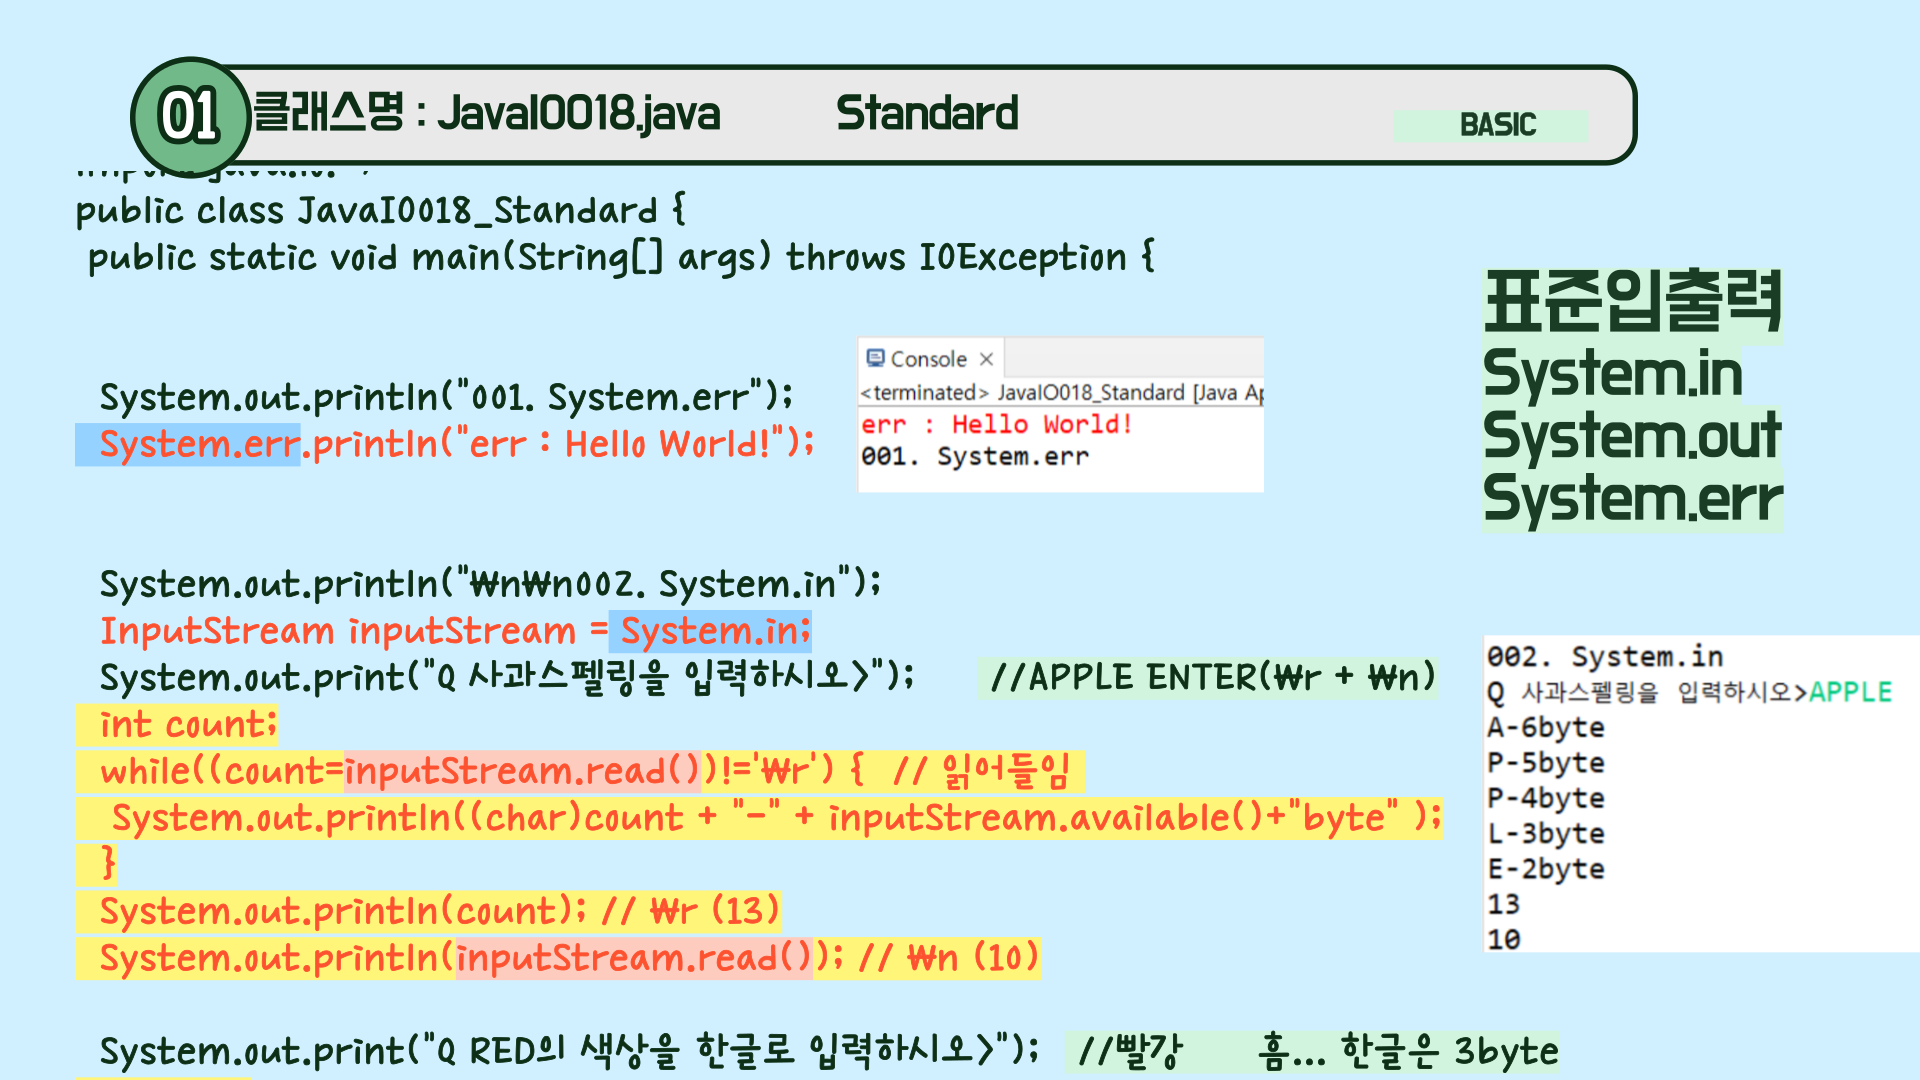 01 클래스명 : JavaIO018.java Standard BASIC
public class JavaIO018_Standard {
public static void main(String[] args) throws IOException {
System.out.println("001. System.err");
System.err.println("err : Hello World!");
Console ×
<terminated> JavaIO018_Standard [Java Ap
err : Hello World!
001. System.err
표준입출력
System.in
System.out
System.err
System.out.println("₩n₩n002. System.in");
InputStream inputStream = System.in;
System.out.print("Q 사과스펠링을 입력하시오>"); //APPLE ENTER(₩r + ₩n)
int count;
while((count=inputStream.read())!='₩r') { // 읽어들임
System.out.println((char)count + "-" + inputStream.available()+"byte" );
}
System.out.println(count); // ₩r (13)
System.out.println(inputStream.read()); // ₩n (10)
002. System.in
Q 사과스펠링을 입력하시오>APPLE
A-6byte
P-5byte
P-4byte
L-3byte
E-2byte
13
10
System.out.print("Q RED의 색상을 한글로 입력하시오>"); //빨강 흠... 한글은 3byte